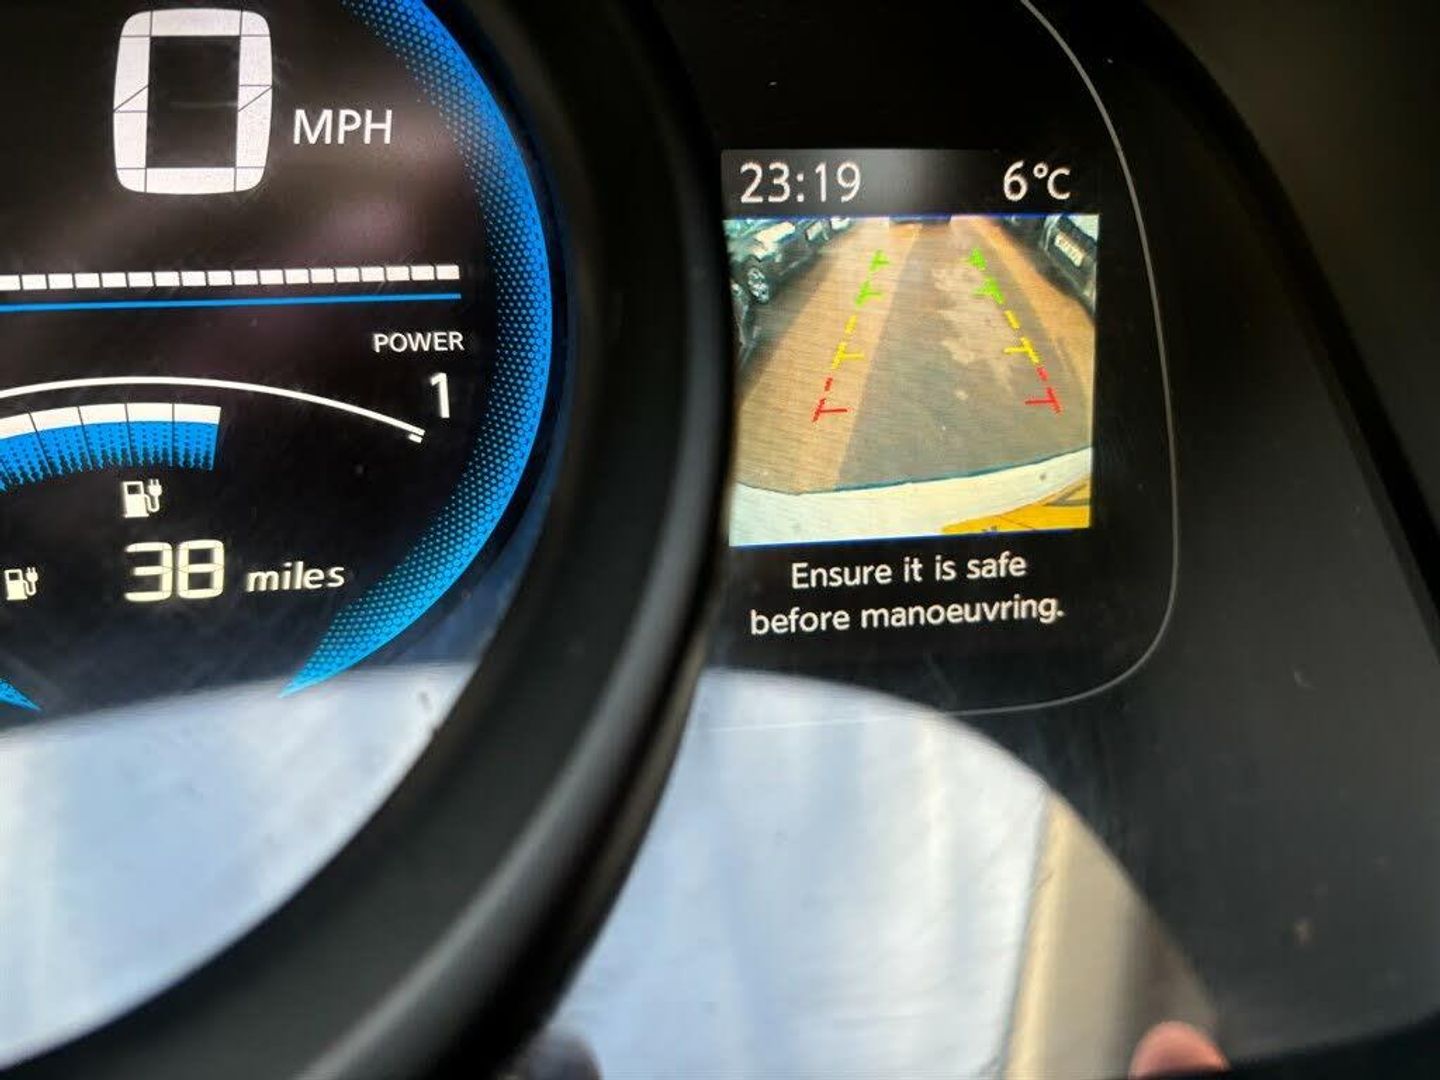 0 MPH
POWER
1
38 miles
23:19 6°C
Ensure it is safe
before manoeuvring.